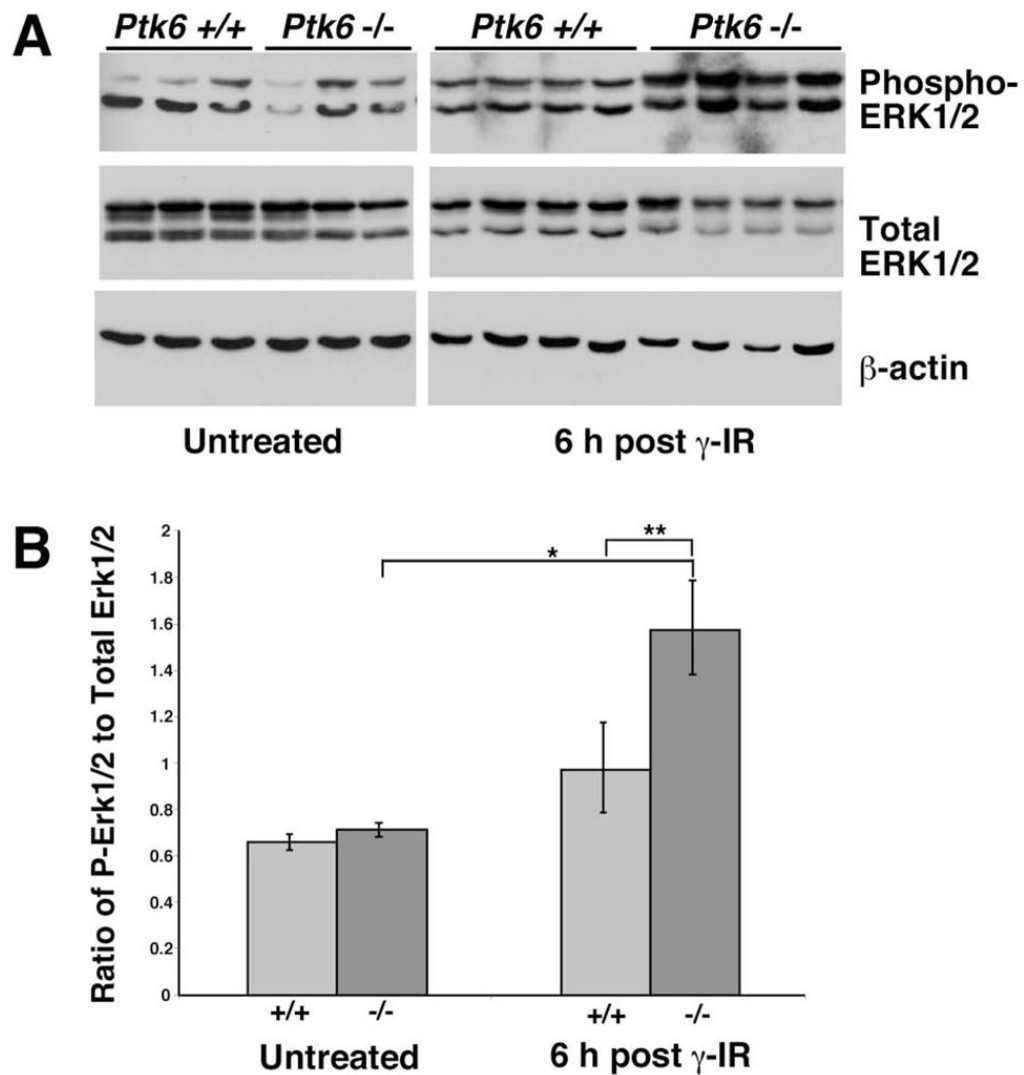 A
Ptk6 +/+ Ptk6 -/- Ptk6 +/+ Ptk6 -/-
Phospho-
ERK1/2
Total
ERK1/2
β-actin
Untreated 6 h post γ-IR
B
Ratio of P-Erk1/2 to Total Erk1/2
2
1.8
1.6
1.4
1.2
1
0.8
0.6
0.4
0.2
0
* **
+/+ -/- +/+ -/-
Untreated 6 h post γ-IR